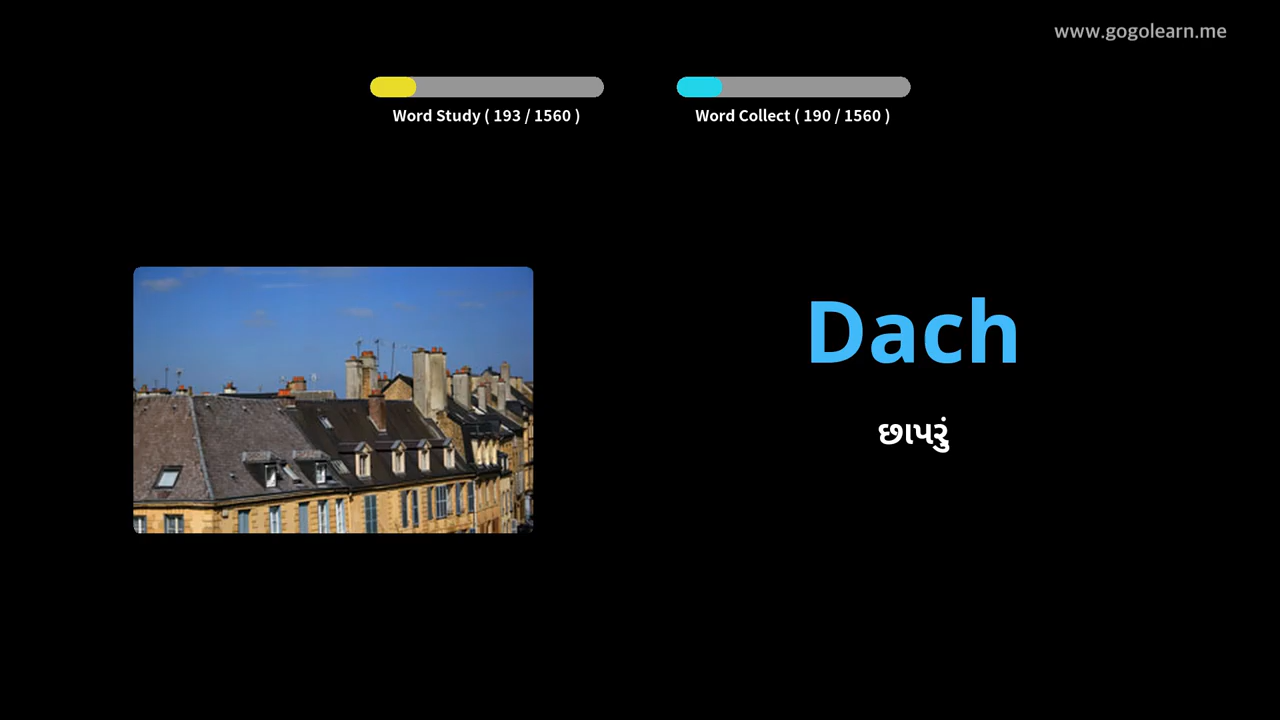 www.gogolearn.me
Word Study ( 193 / 1560 )
Word Collect ( 190 / 1560 )
Dach
છાપરું